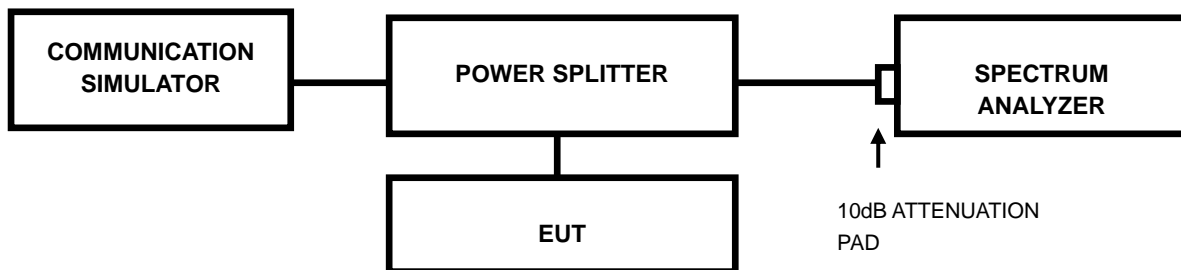 COMMUNICATION
SIMULATOR
POWER SPLITTER
SPECTRUM
ANALYZER
EUT
10dB ATTENUATION
PAD